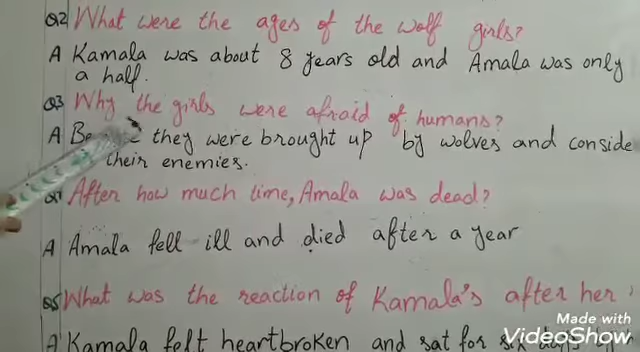 Q2 What were the ages of the wolf girls?
A Kamala was about 8 years old and Amala was only
a half.
Q3 Why the girls were afraid of humans?
A they were brought up by wolves and conside
their enemies.
After how much time, Amala was dead?
A Amala fell ill and died after a year
Q5 What was the reaction of Kamala's after her
A Kamala felt heartbroken and sat for six days
Made with
VideoShow